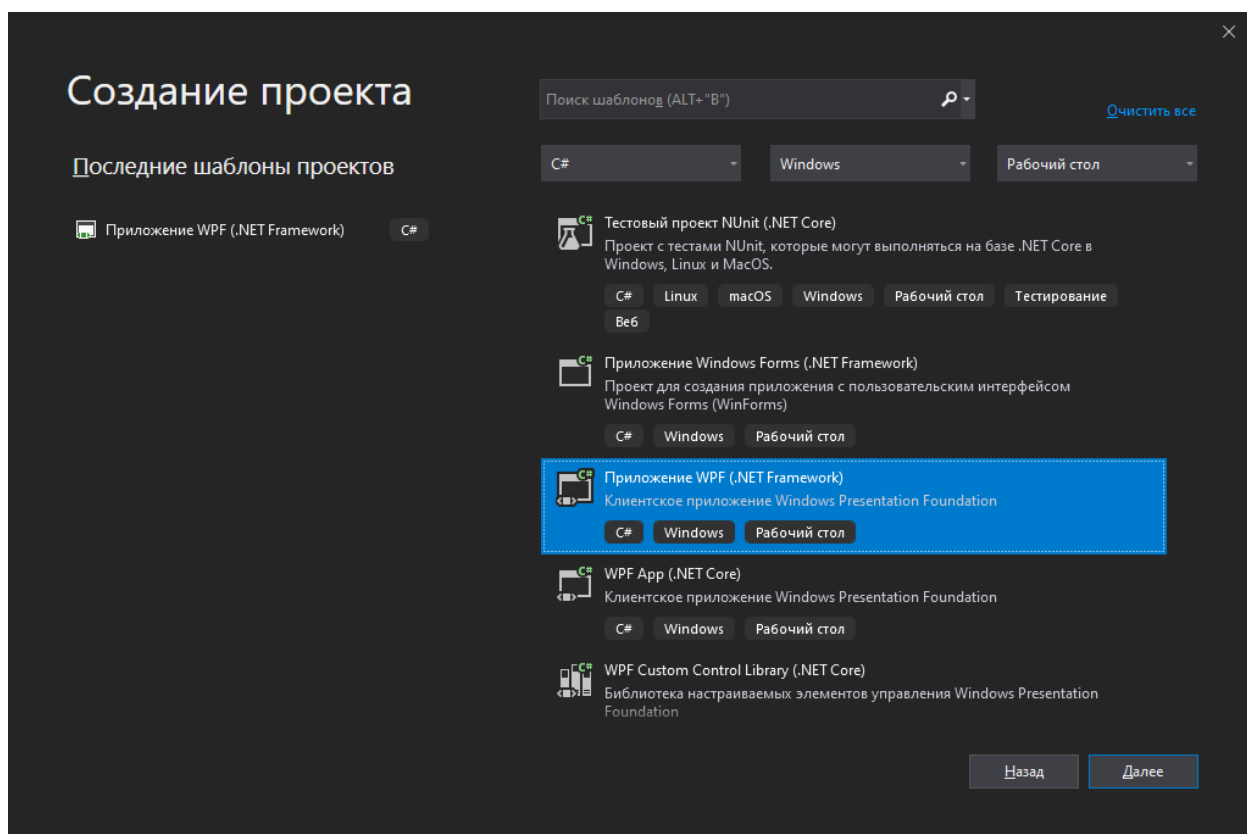 Создание проекта
Поиск шаблонов (ALT+"В")
Очистить все
Последние шаблоны проектов
C#
Windows
Рабочий стол
Приложение WPF (.NET Framework)
C#
Тестовый проект NUnit (.NET Core)
Проект с тестами NUnit, которые могут выполняться на базе .NET Core в
Windows, Linux и MacOS.
C# Linux macOS Windows Рабочий стол Тестирование
Веб
Приложение Windows Forms (.NET Framework)
Проект для создания приложения с пользовательским интерфейсом
Windows Forms (WinForms)
C# Windows Рабочий стол
Приложение WPF (.NET Framework)
Клиентское приложение Windows Presentation Foundation
C# Windows Рабочий стол
WPF App (.NET Core)
Клиентское приложение Windows Presentation Foundation
C# Windows Рабочий стол
WPF Custom Control Library (.NET Core)
Библиотека настраиваемых элементов управления Windows Presentation
Foundation
Назад
Далее